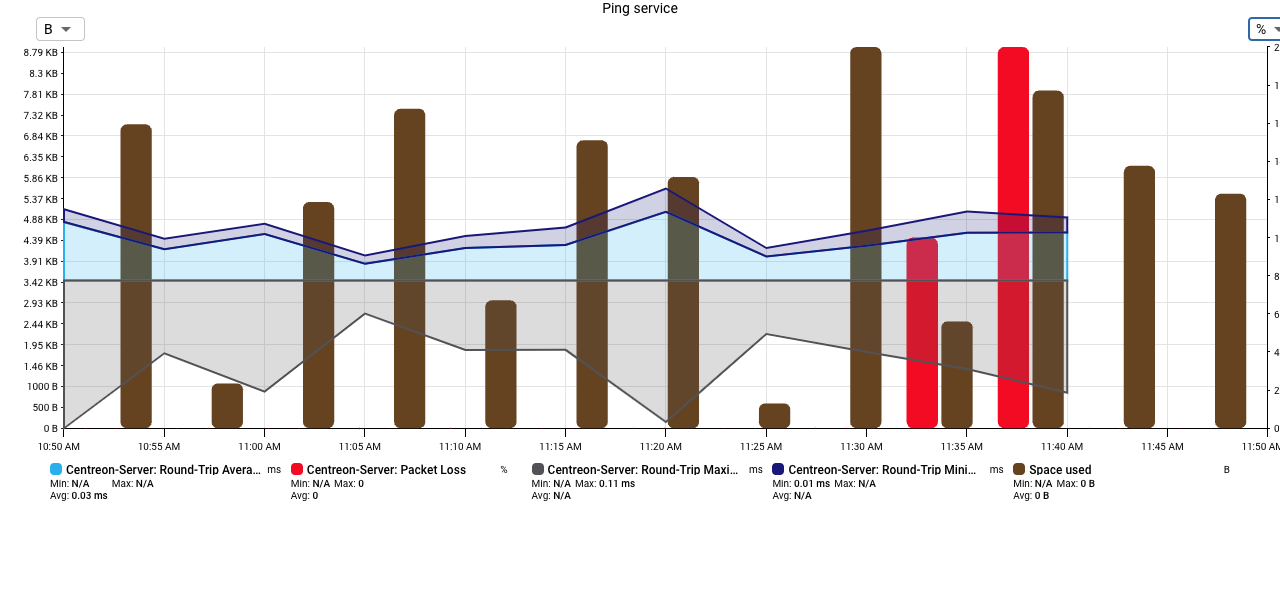 Ping service
B
%
8.79 KB
8.3 KB
7.81 KB
7.32 KB
6.84 KB
6.35 KB
5.86 KB
5.37 KB
4.88 KB
4.39 KB
3.91 KB
3.42 KB
2.93 KB
2.44 KB
1.95 KB
1.46 KB
1000 B
500 B
0 B
8
6
4
2
0
10:50 AM 10:55 AM 11:00 AM 11:05 AM 11:10 AM 11:15 AM 11:20 AM 11:25 AM 11:30 AM 11:35 AM 11:40 AM 11:45 AM 11:50 AM
Centreon-Server: Round-Trip Avera... ms
Min: N/A Max: N/A
Avg: 0.03 ms
Centreon-Server: Packet Loss %
Min: N/A Max: 0
Avg: 0
Centreon-Server: Round-Trip Maxi... ms
Min: N/A Max: 0.11 ms
Avg: N/A
Centreon-Server: Round-Trip Mini... ms
Min: 0.01 ms Max: N/A
Avg: N/A
Space used B
Min: N/A Max: 0 B
Avg: 0 B